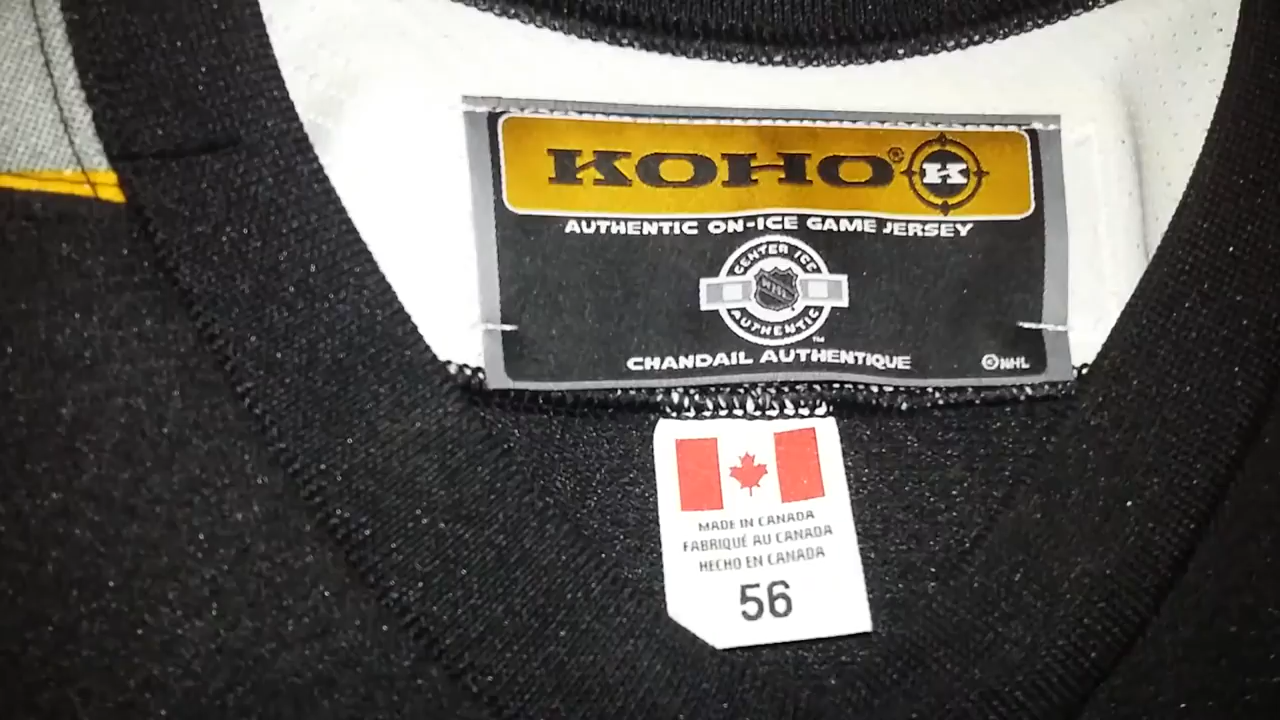 KOHO® K
AUTHENTIC ON-ICE GAME JERSEY
CENTER ICE
NHL
AUTHENTIC
™
CHANDAIL AUTHENTIQUE
©NHL
MADE IN CANADA
FABRIQUÉ AU CANADA
HECHO EN CANADA
56